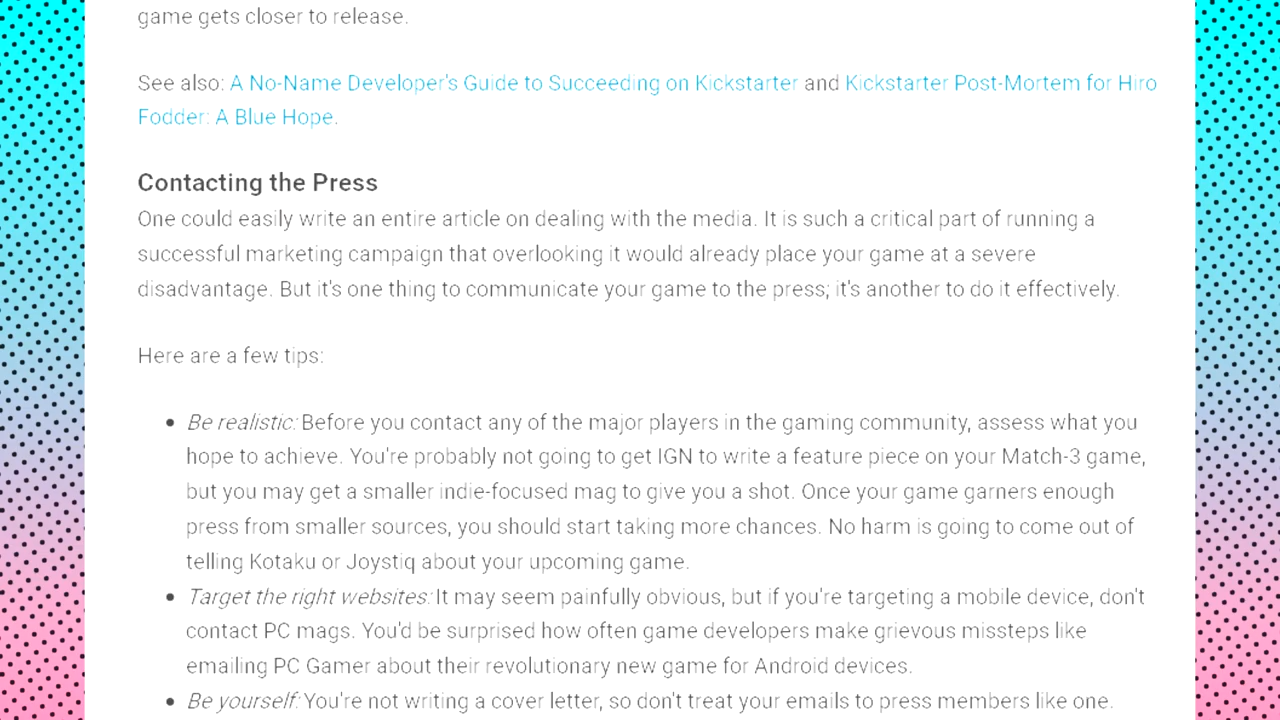 game gets closer to release.
See also: A No-Name Developer's Guide to Succeeding on Kickstarter and Kickstarter Post-Mortem for Hiro
Fodder: A Blue Hope.
Contacting the Press
One could easily write an entire article on dealing with the media. It is such a critical part of running a
successful marketing campaign that overlooking it would already place your game at a severe
disadvantage. But it's one thing to communicate your game to the press; it's another to do it effectively.
Here are a few tips:
• Be realistic: Before you contact any of the major players in the gaming community, assess what you
hope to achieve. You're probably not going to get IGN to write a feature piece on your Match-3 game,
but you may get a smaller indie-focused mag to give you a shot. Once your game garners enough
press from smaller sources, you should start taking more chances. No harm is going to come out of
telling Kotaku or Joystiq about your upcoming game.
• Target the right websites: It may seem painfully obvious, but if you're targeting a mobile device, don't
contact PC mags. You'd be surprised how often game developers make grievous missteps like
emailing PC Gamer about their revolutionary new game for Android devices.
• Be yourself: You're not writing a cover letter, so don't treat your emails to press members like one.